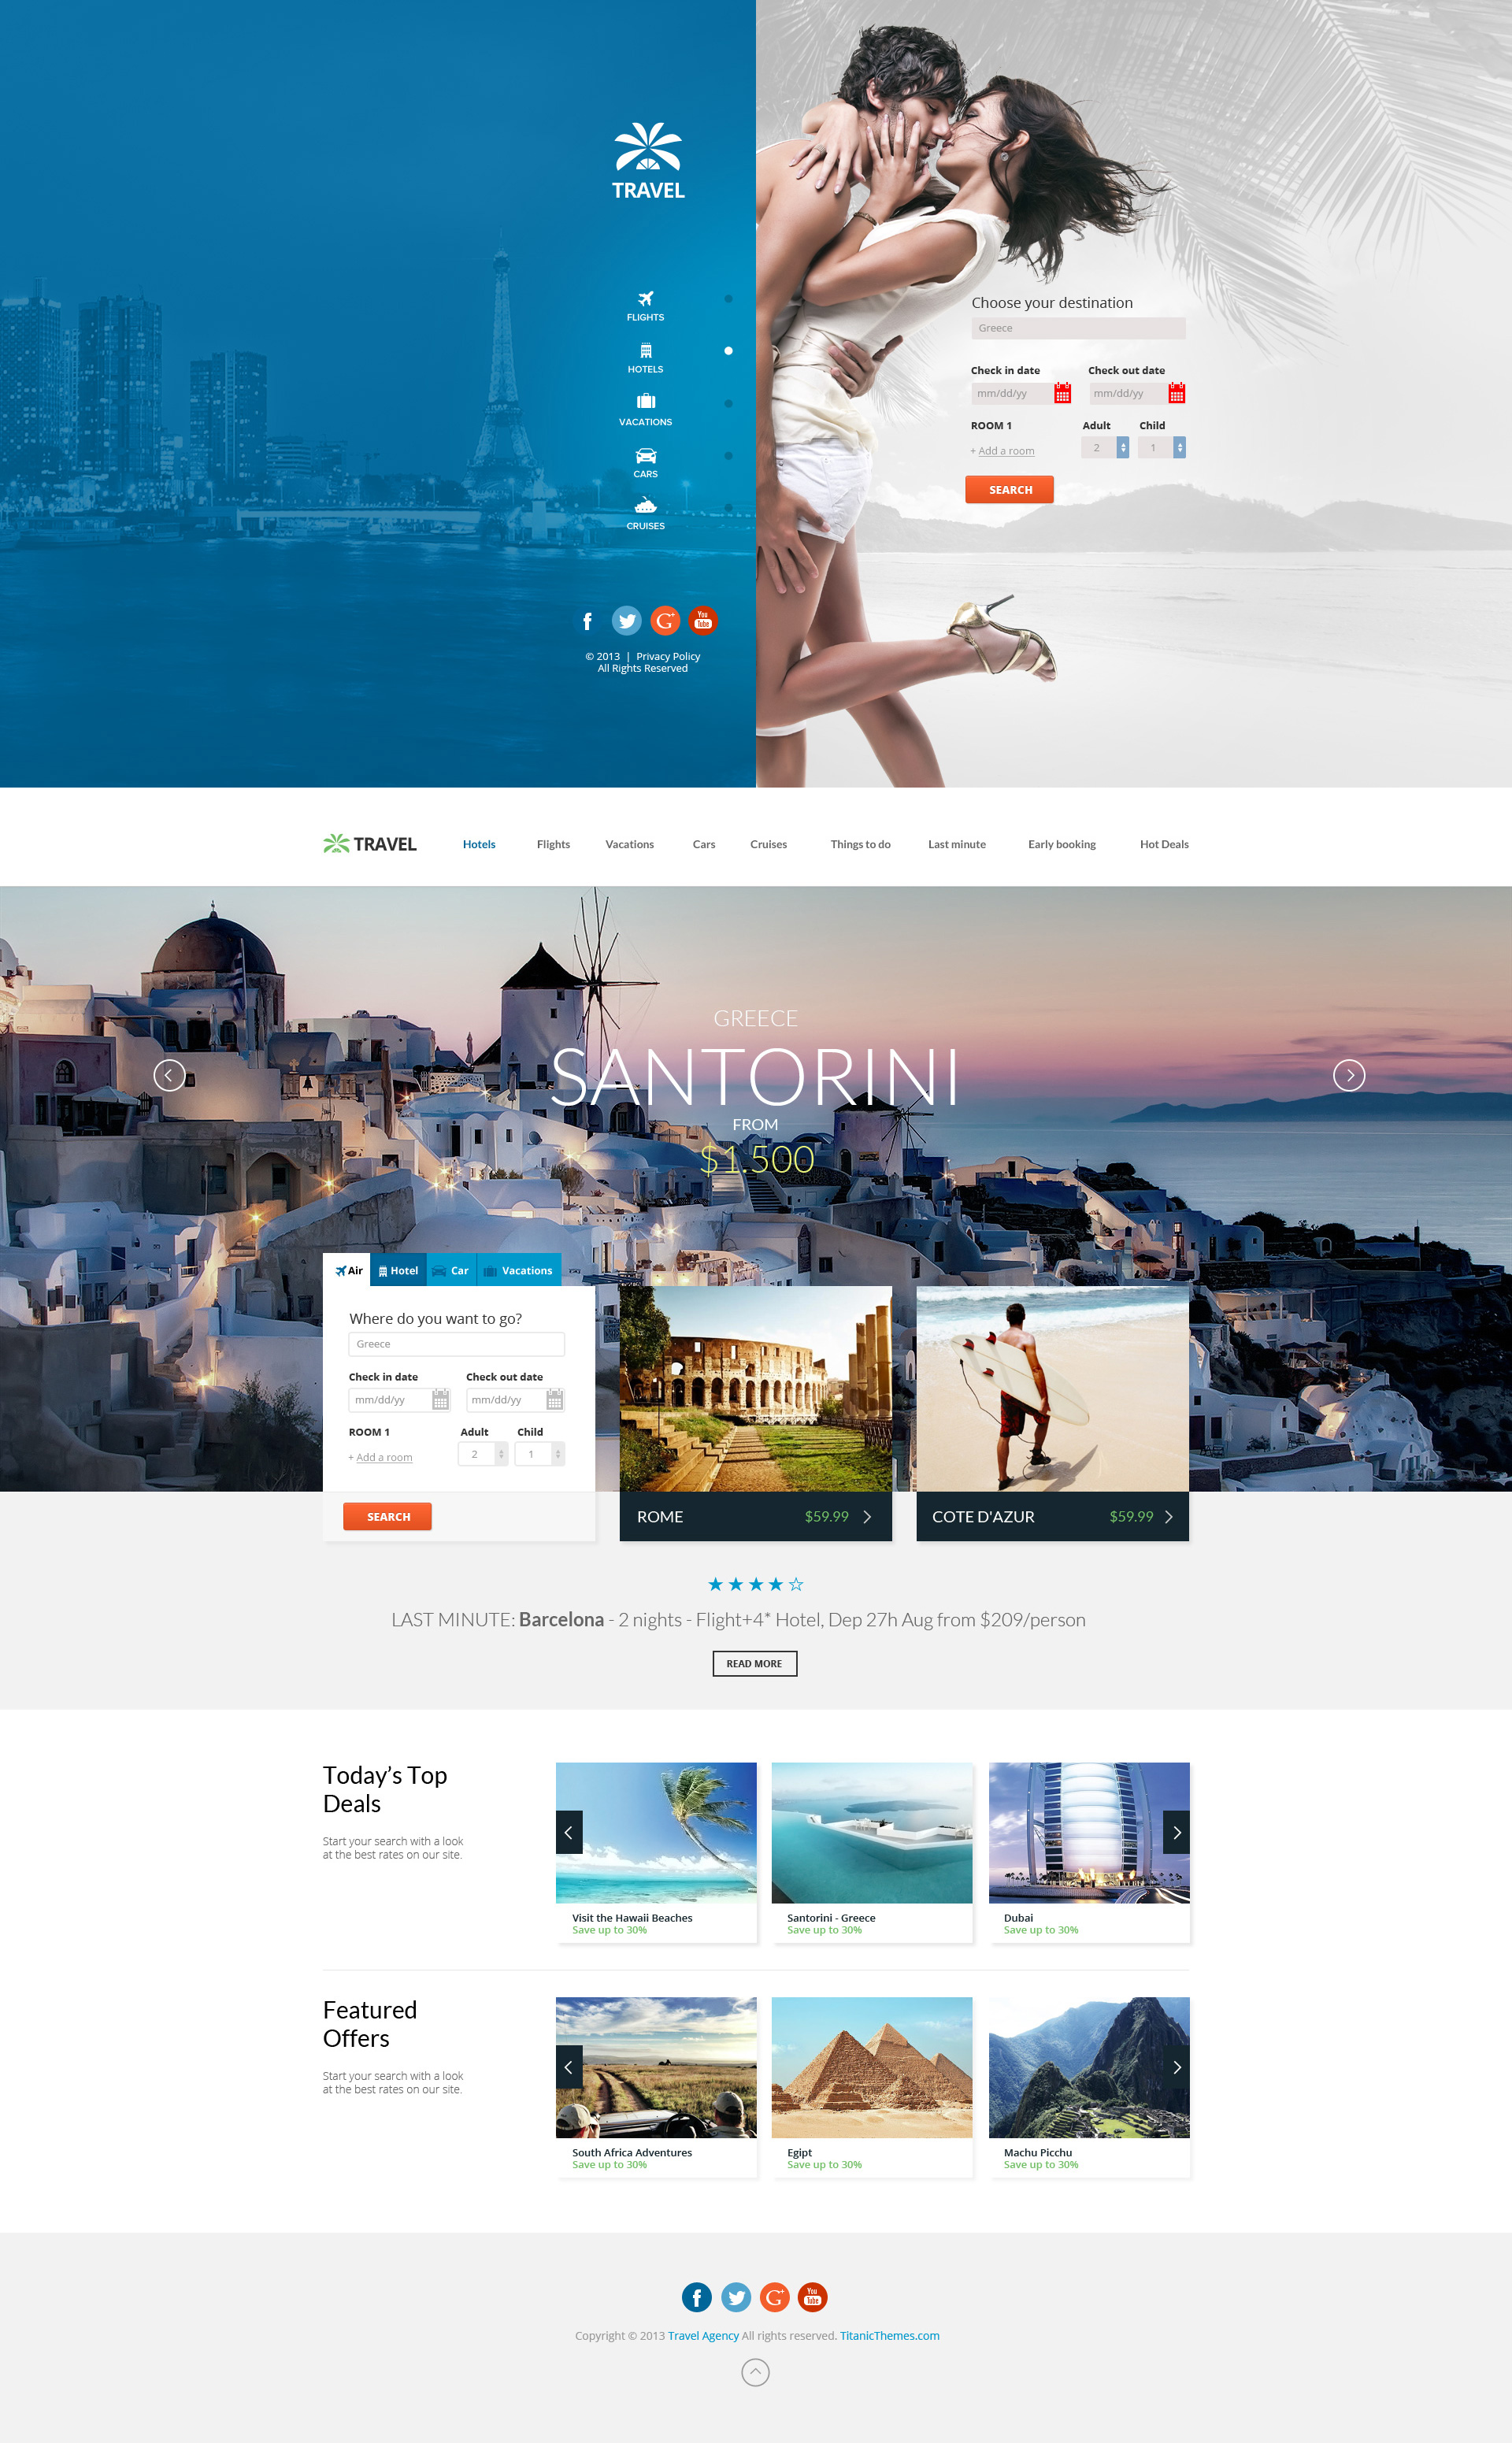 TRAVEL
FLIGHTS
HOTELS
VACATIONS
CARS
CRUISES
f G+ You Tube
© 2013 | Privacy Policy
All Rights Reserved
Choose your destination
Greece
Check in date Check out date
mm/dd/yy mm/dd/yy
ROOM 1 Adult Child
+ Add a room 2 1
SEARCH
TRAVEL Hotels Flights Vacations Cars Cruises Things to do Last minute Early booking Hot Deals
GREECE
SANTORINI
FROM
$1.500
Air Hotel Car Vacations
Where do you want to go?
Greece
Check in date Check out date
mm/dd/yy mm/dd/yy
ROOM 1 Adult Child
+ Add a room 2 1
SEARCH
ROME $59.99
COTE D'AZUR $59.99
LAST MINUTE: Barcelona - 2 nights - Flight+4* Hotel, Dep 27h Aug from $209/person
READ MORE
Today’s Top
Deals
Start your search with a look
at the best rates on our site.
Visit the Hawaii Beaches
Save up to 30%
Santorini - Greece
Save up to 30%
Dubai
Save up to 30%
Featured
Offers
Start your search with a look
at the best rates on our site.
South Africa Adventures
Save up to 30%
Egipt
Save up to 30%
Machu Picchu
Save up to 30%
f G+ You Tube
Copyright © 2013 Travel Agency All rights reserved. TitanicThemes.com